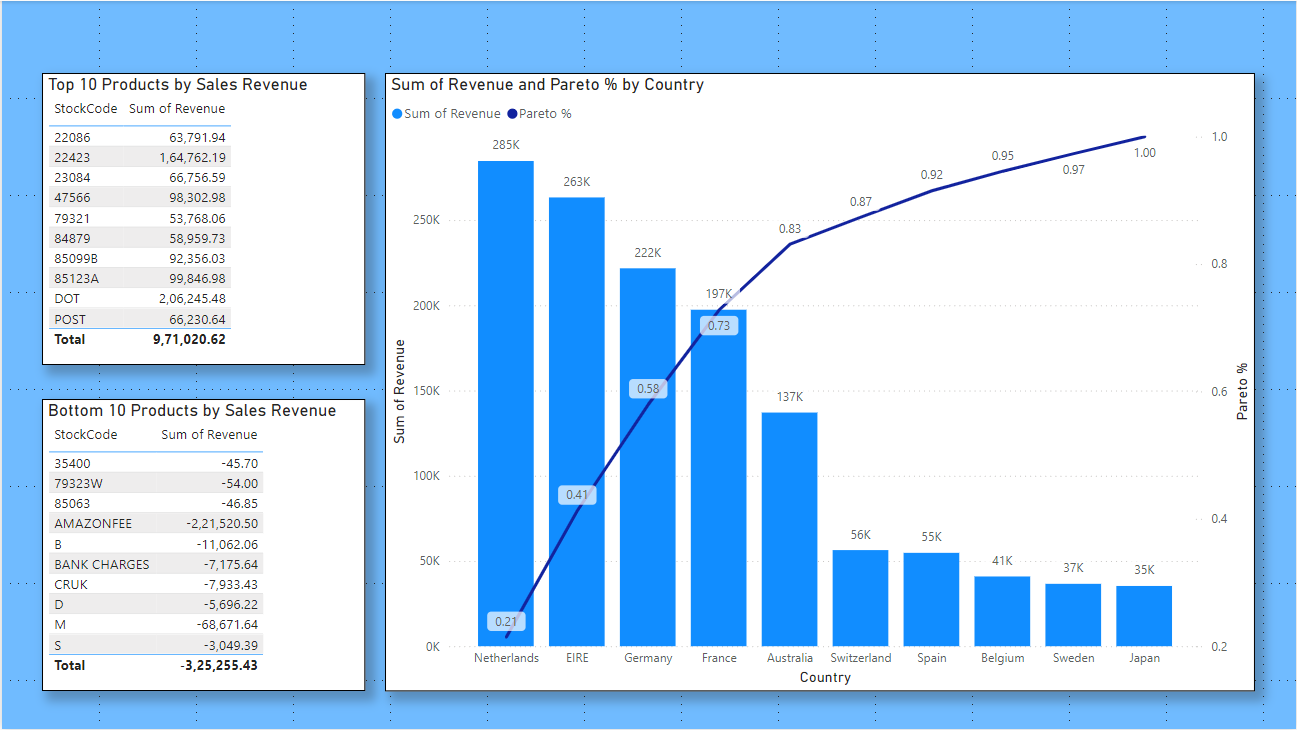 Top 10 Products by Sales Revenue
StockCode Sum of Revenue
22086 63,791.94
22423 1,64,762.19
23084 66,756.59
47566 98,302.98
79321 53,768.06
84879 58,959.73
85099B 92,356.03
85123A 99,846.98
DOT 2,06,245.48
POST 66,230.64
Total 9,71,020.62
Bottom 10 Products by Sales Revenue
StockCode Sum of Revenue
35400 -45.70
79323W -54.00
85063 -46.85
AMAZONFEE -2,21,520.50
B -11,062.06
BANK CHARGES -7,175.64
CRUK -7,933.43
D -5,696.22
M -68,671.64
S -3,049.39
Total -3,25,255.43
Sum of Revenue and Pareto % by Country
Sum of Revenue Pareto %
Sum of Revenue
250K
200K
150K
100K
50K
0K
285K
263K
222K
197K
137K
56K
55K
41K
37K
35K
0.21
0.41
0.58
0.73
0.83
0.87
0.92
0.95
0.97
1.00
1.0
0.8
0.6
0.4
0.2
Pareto %
Netherlands EIRE Germany France Australia Switzerland Spain Belgium Sweden Japan
Country